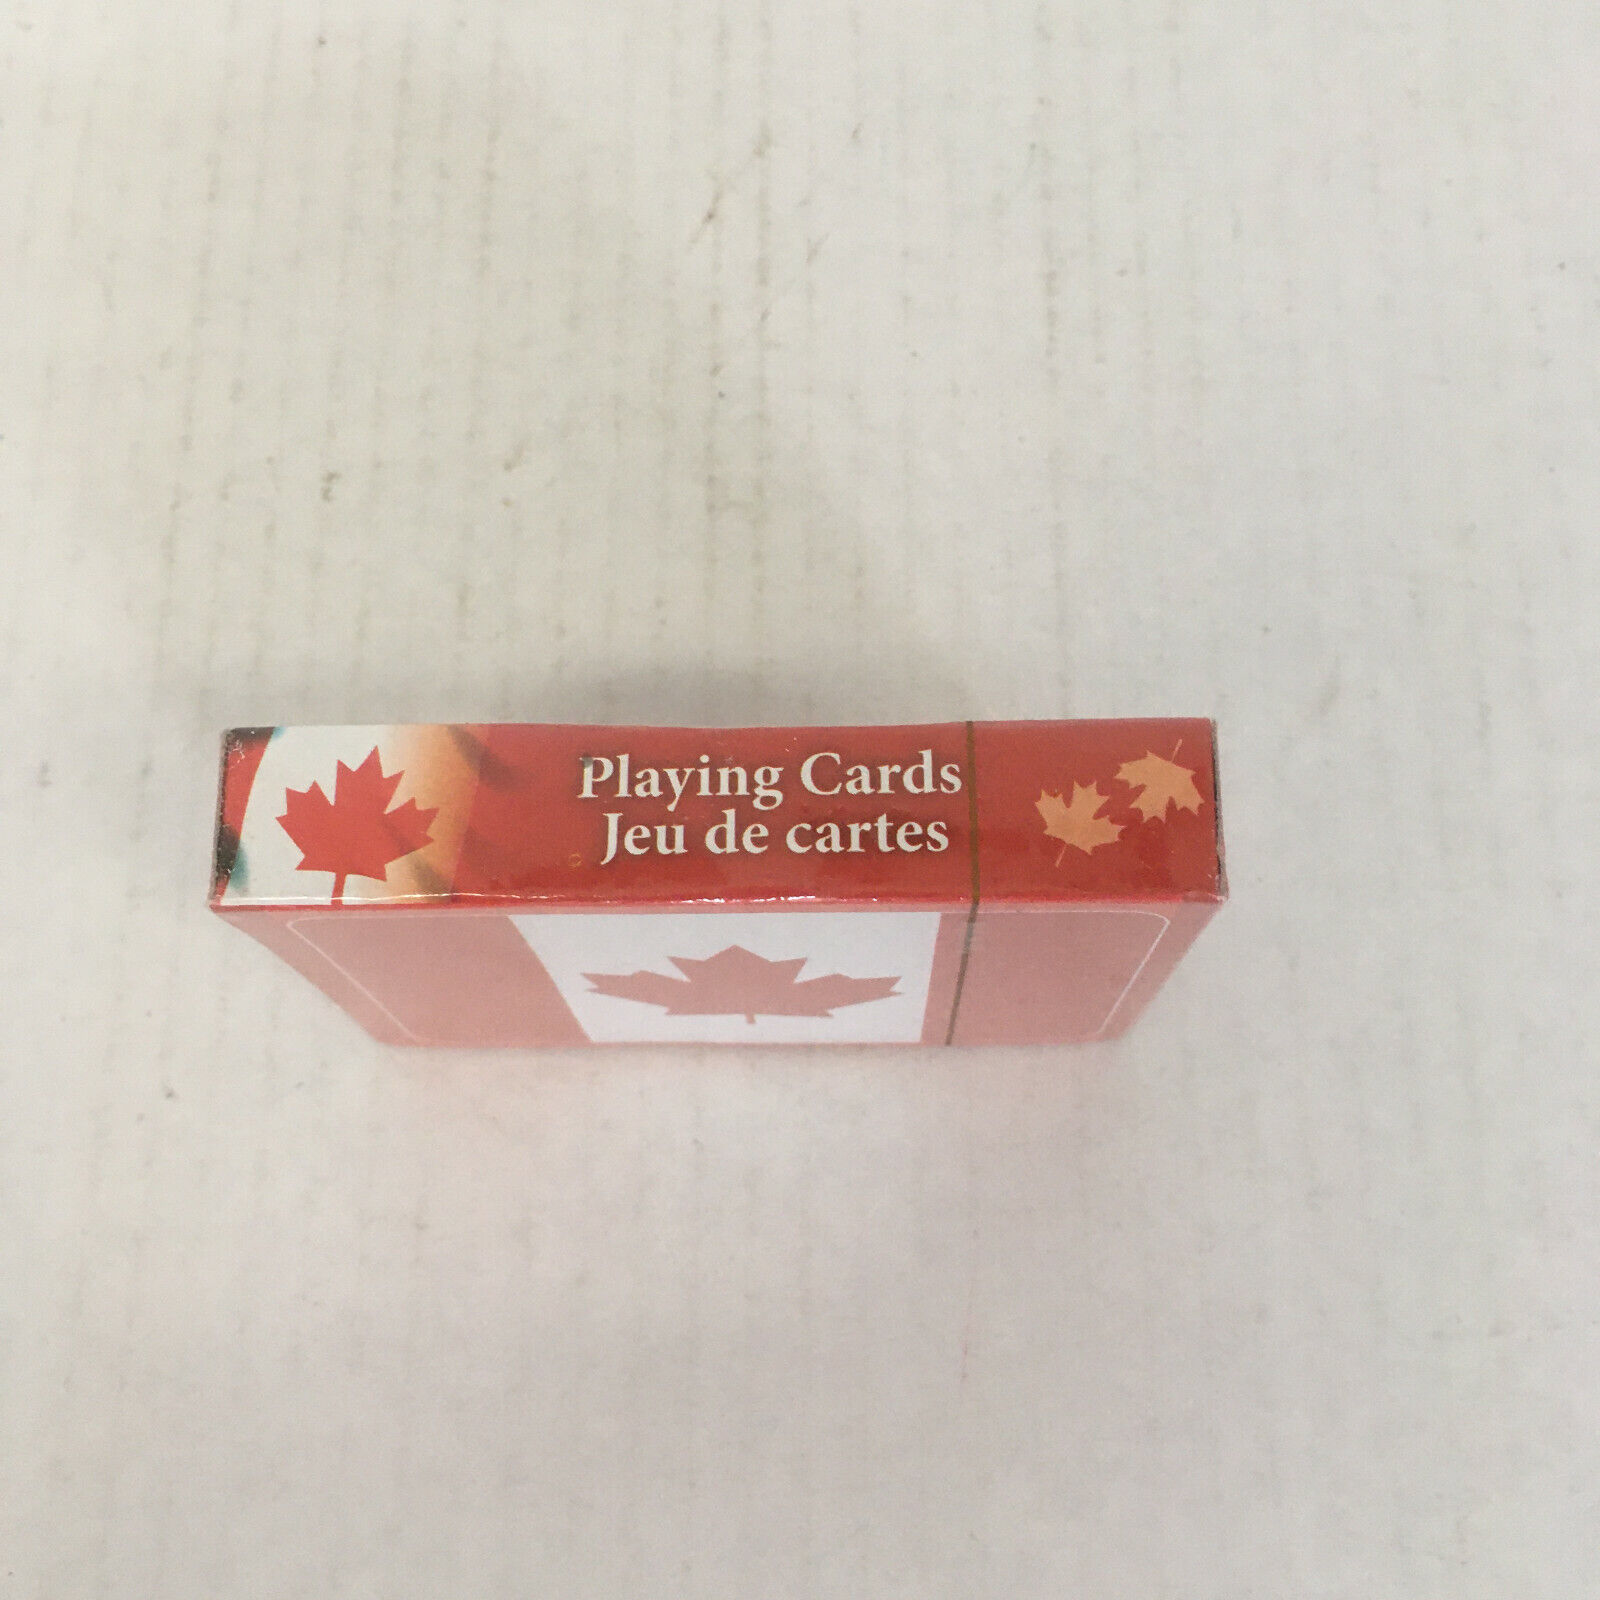 Playing Cards
Jeu de cartes